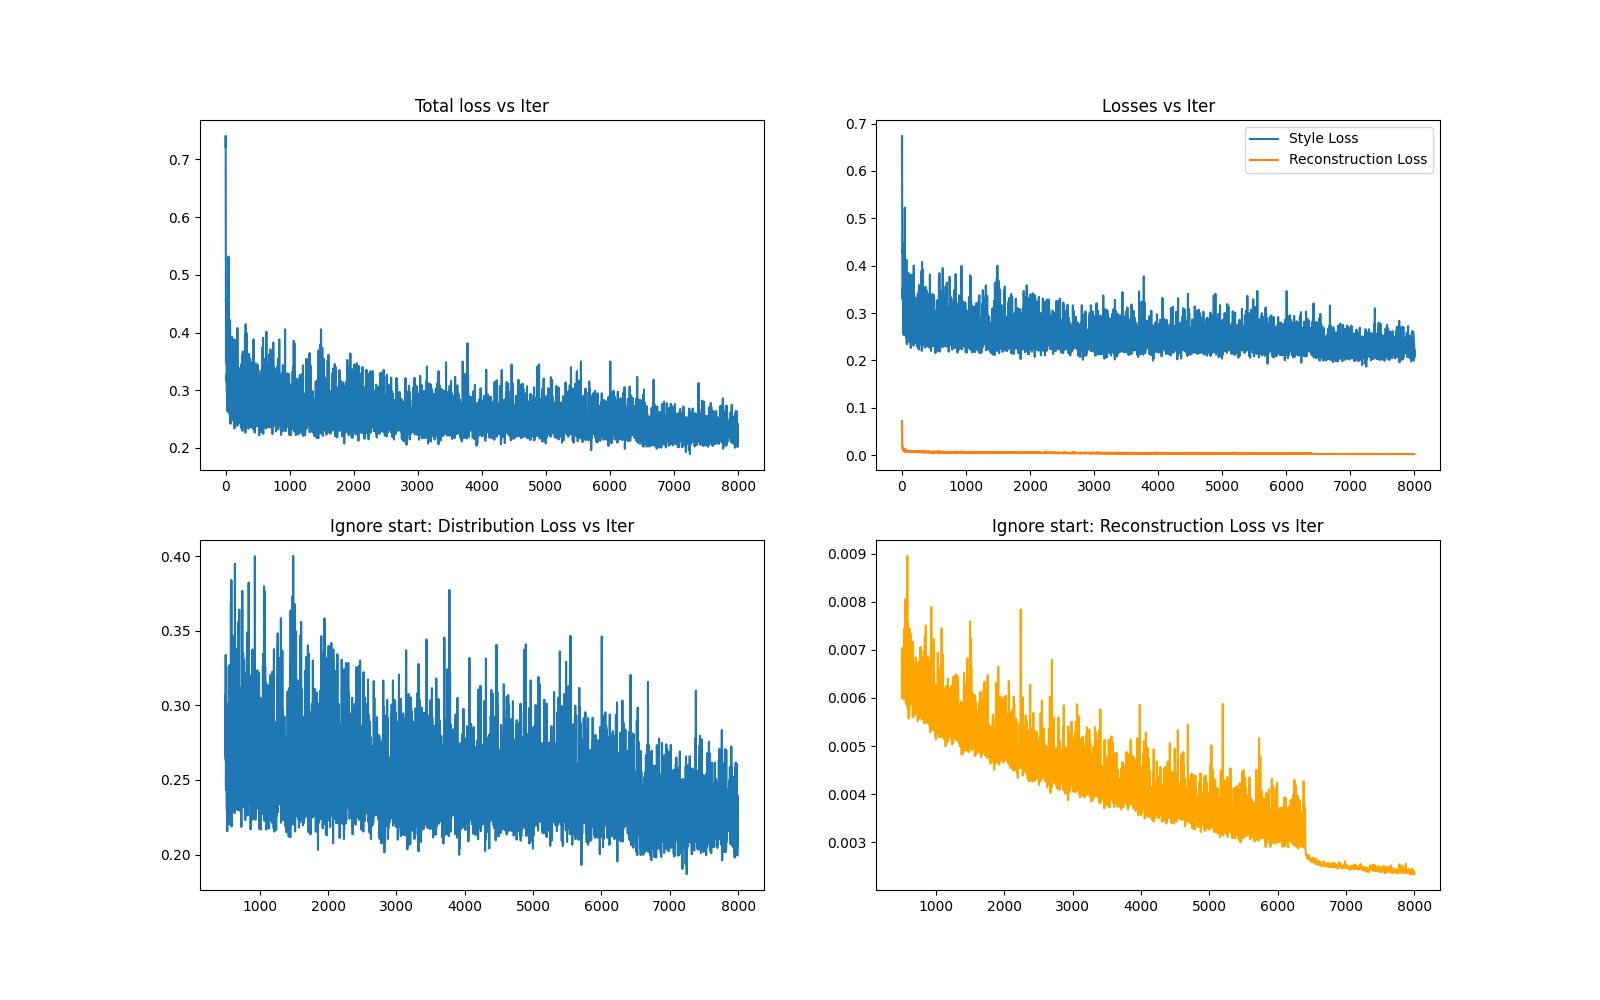 Total loss vs Iter
0.7
0.6
0.5
0.4
0.3
0.2
0 1000 2000 3000 4000 5000 6000 7000 8000
Losses vs Iter
Style Loss
Reconstruction Loss
0.7
0.6
0.5
0.4
0.3
0.2
0.1
0.0
0 1000 2000 3000 4000 5000 6000 7000 8000
Ignore start: Distribution Loss vs Iter
0.40
0.35
0.30
0.25
0.20
1000 2000 3000 4000 5000 6000 7000 8000
Ignore start: Reconstruction Loss vs Iter
0.009
0.008
0.007
0.006
0.005
0.004
0.003
1000 2000 3000 4000 5000 6000 7000 8000